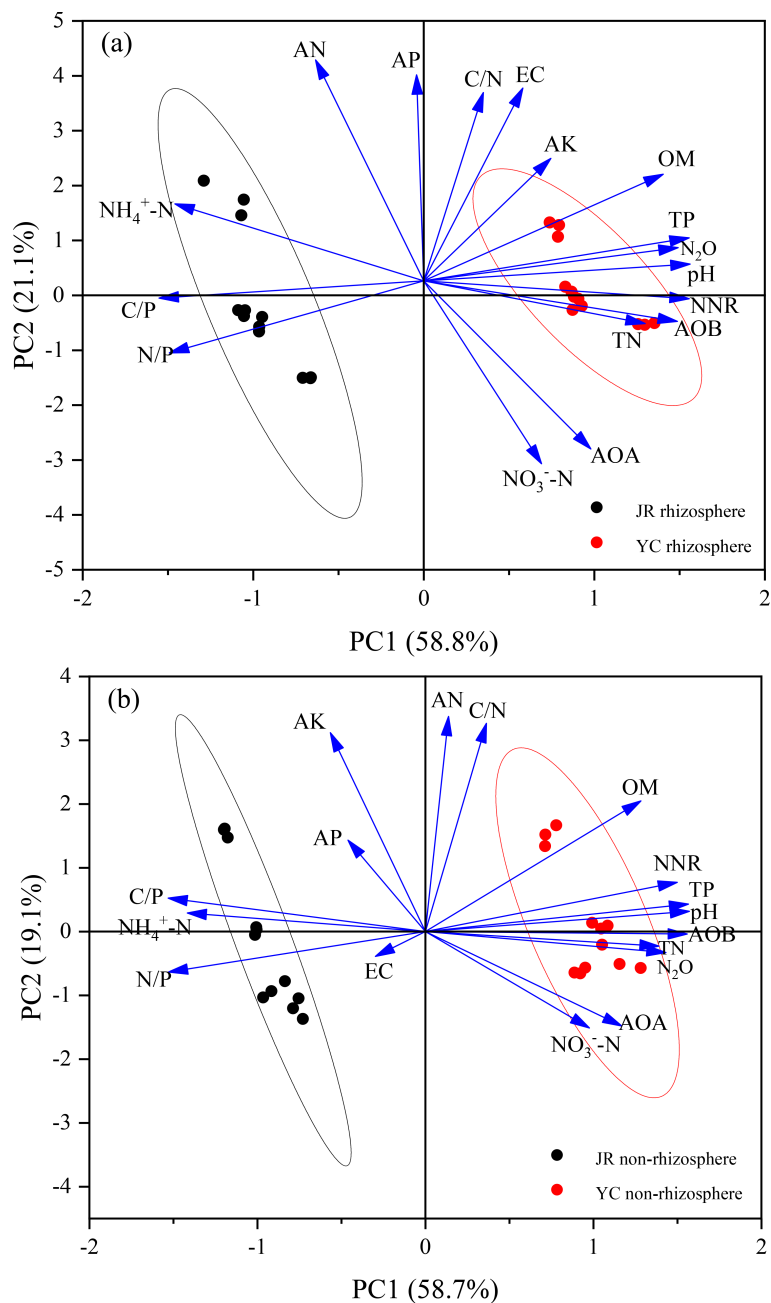 (a)
5
4
3
2
1
0
-1
-2
-3
-4
-5
PC2 (21.1%)
AN
AP
C/N
EC
AK
OM
NH₄⁺-N
TP
N₂O
pH
C/P
NNR
AOB
TN
N/P
AOA
NO₃⁻-N
JR rhizosphere
YC rhizosphere
-2 -1 0 1 2
PC1 (58.8%)
(b)
4
3
2
1
0
-1
-2
-3
-4
PC2 (19.1%)
AK
AN
C/N
OM
AP
NNR
C/P
TP
NH₄⁺-N
pH
AOB
TN
N/P
EC
N₂O
AOA
NO₃⁻-N
JR non-rhizosphere
YC non-rhizosphere
-2 -1 0 1 2
PC1 (58.7%)